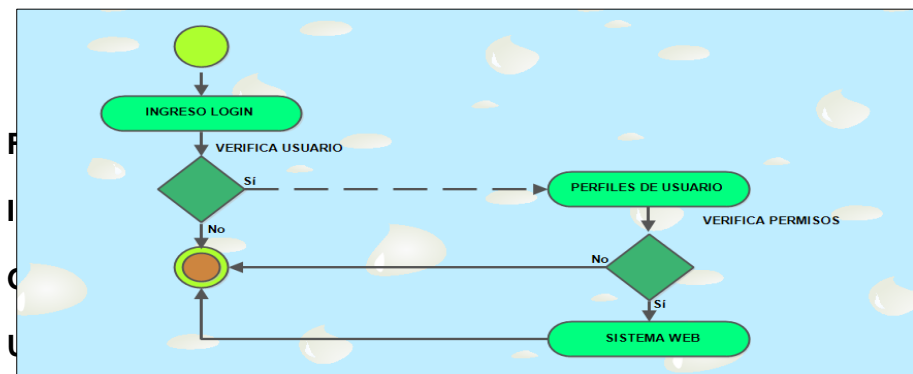 INGRESO LOGIN
VERIFICA USUARIO
Sí
PERFILES DE USUARIO
VERIFICA PERMISOS
No
No
Sí
SISTEMA WEB